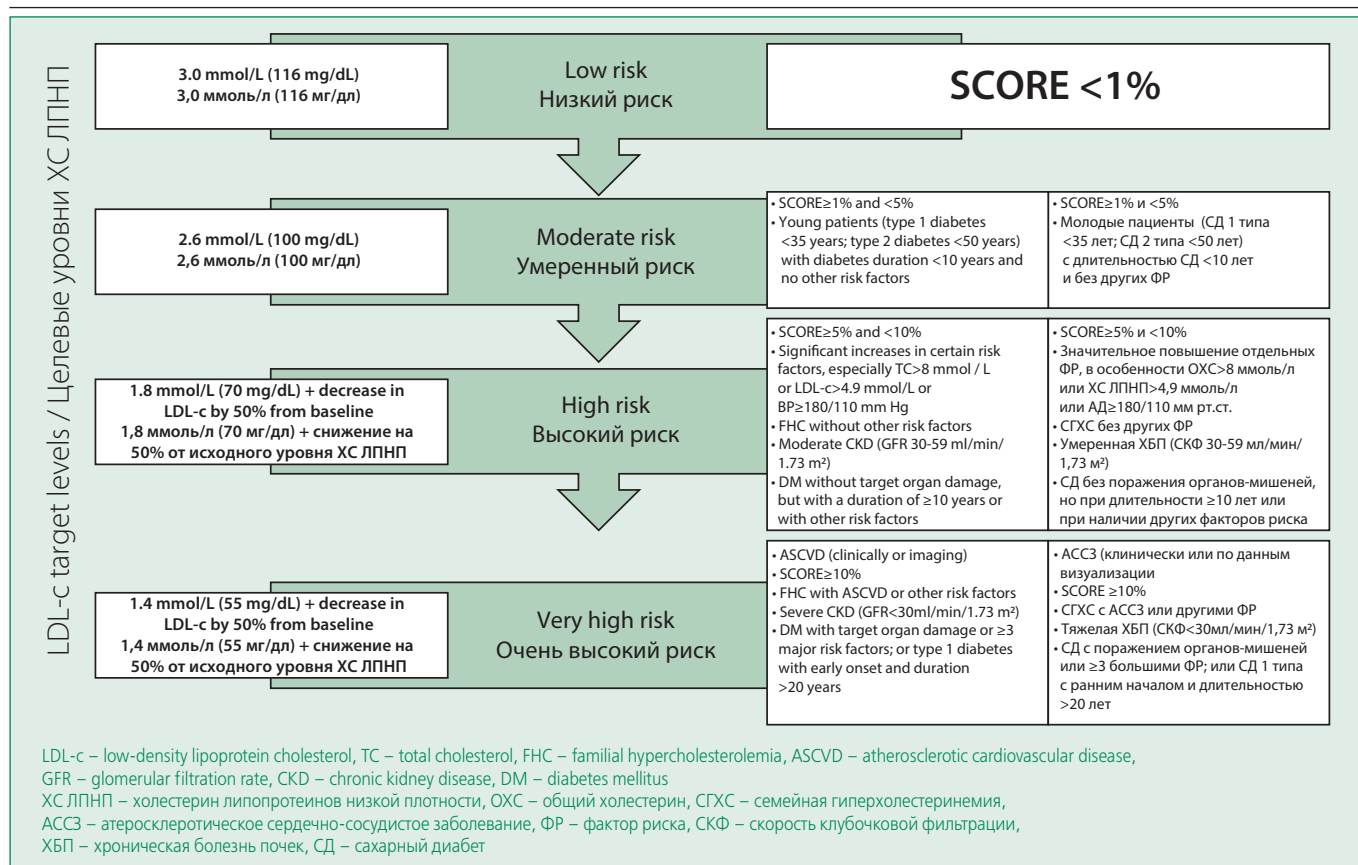 LDL-c target levels / Целевые уровни ХС ЛПНП
3.0 mmol/L (116 mg/dL)
3,0 ммоль/л (116 мг/дл)
Low risk
Низкий риск
SCORE <1%
2.6 mmol/L (100 mg/dL)
2,6 ммоль/л (100 мг/дл)
Moderate risk
Умеренный риск
• SCORE≥1% and <5%
• Young patients (type 1 diabetes
<35 years; type 2 diabetes <50 years)
with diabetes duration <10 years and
no other risk factors
• SCORE≥1% и <5%
• Молодые пациенты (СД 1 типа
<35 лет; СД 2 типа <50 лет)
с длительностью СД <10 лет
и без других ФР
1.8 mmol/L (70 mg/dL) + decrease in
LDL-c by 50% from baseline
1,8 ммоль/л (70 мг/дл) + снижение на
50% от исходного уровня ХС ЛПНП
High risk
Высокий риск
• SCORE≥5% and <10%
• Significant increases in certain risk
factors, especially TC>8 mmol / L
or LDL-c>4.9 mmol/L or
BP≥180/110 mm Hg
• FHC without other risk factors
• Moderate CKD (GFR 30-59 ml/min/
1.73 m²)
• DM without target organ damage,
but with a duration of ≥10 years or
with other risk factors
• SCORE≥5% и <10%
• Значительное повышение отдельных
ФР, в особенности ОХС>8 ммоль/л
или ХС ЛПНП>4,9 ммоль/л
или АД≥180/110 мм рт.ст.
• СГХС без других ФР
• Умеренная ХБП (СКФ 30-59 мл/мин/
1,73 м²)
• СД без поражения органов-мишеней,
но при длительности ≥10 лет или
при наличии других факторов риска
1.4 mmol/L (55 mg/dL) + decrease in
LDL-c by 50% from baseline
1,4 ммоль/л (55 мг/дл) + снижение на
50% от исходного уровня ХС ЛПНП
Very high risk
Очень высокий риск
• ASCVD (clinically or imaging)
• SCORE≥10%
• FHC with ASCVD or other risk factors
• Severe CKD (GFR<30ml/min/1.73 m²)
• DM with target organ damage or ≥3
major risk factors; or type 1 diabetes
with early onset and duration
>20 years
• АССЗ (клинически или по данным
визуализации
• SCORE ≥10%
• СГХС с АССЗ или другими ФР
• Тяжелая ХБП (СКФ<30мл/мин/1,73 м²)
• СД с поражением органов-мишеней
или ≥3 большими ФР; или СД 1 типа
с ранним началом и длительностью
>20 лет
LDL-c – low-density lipoprotein cholesterol, TC – total cholesterol, FHC – familial hypercholesterolemia, ASCVD – atherosclerotic cardiovascular disease,
GFR – glomerular filtration rate, CKD – chronic kidney disease, DM – diabetes mellitus
ХС ЛПНП – холестерин липопротеинов низкой плотности, ОХС – общий холестерин, СГХС – семейная гиперхолестеринемия,
АССЗ – атеросклеротическое сердечно-сосудистое заболевание, ФР – фактор риска, СКФ – скорость клубочковой фильтрации,
ХБП – хроническая болезнь почек, СД – сахарный диабет